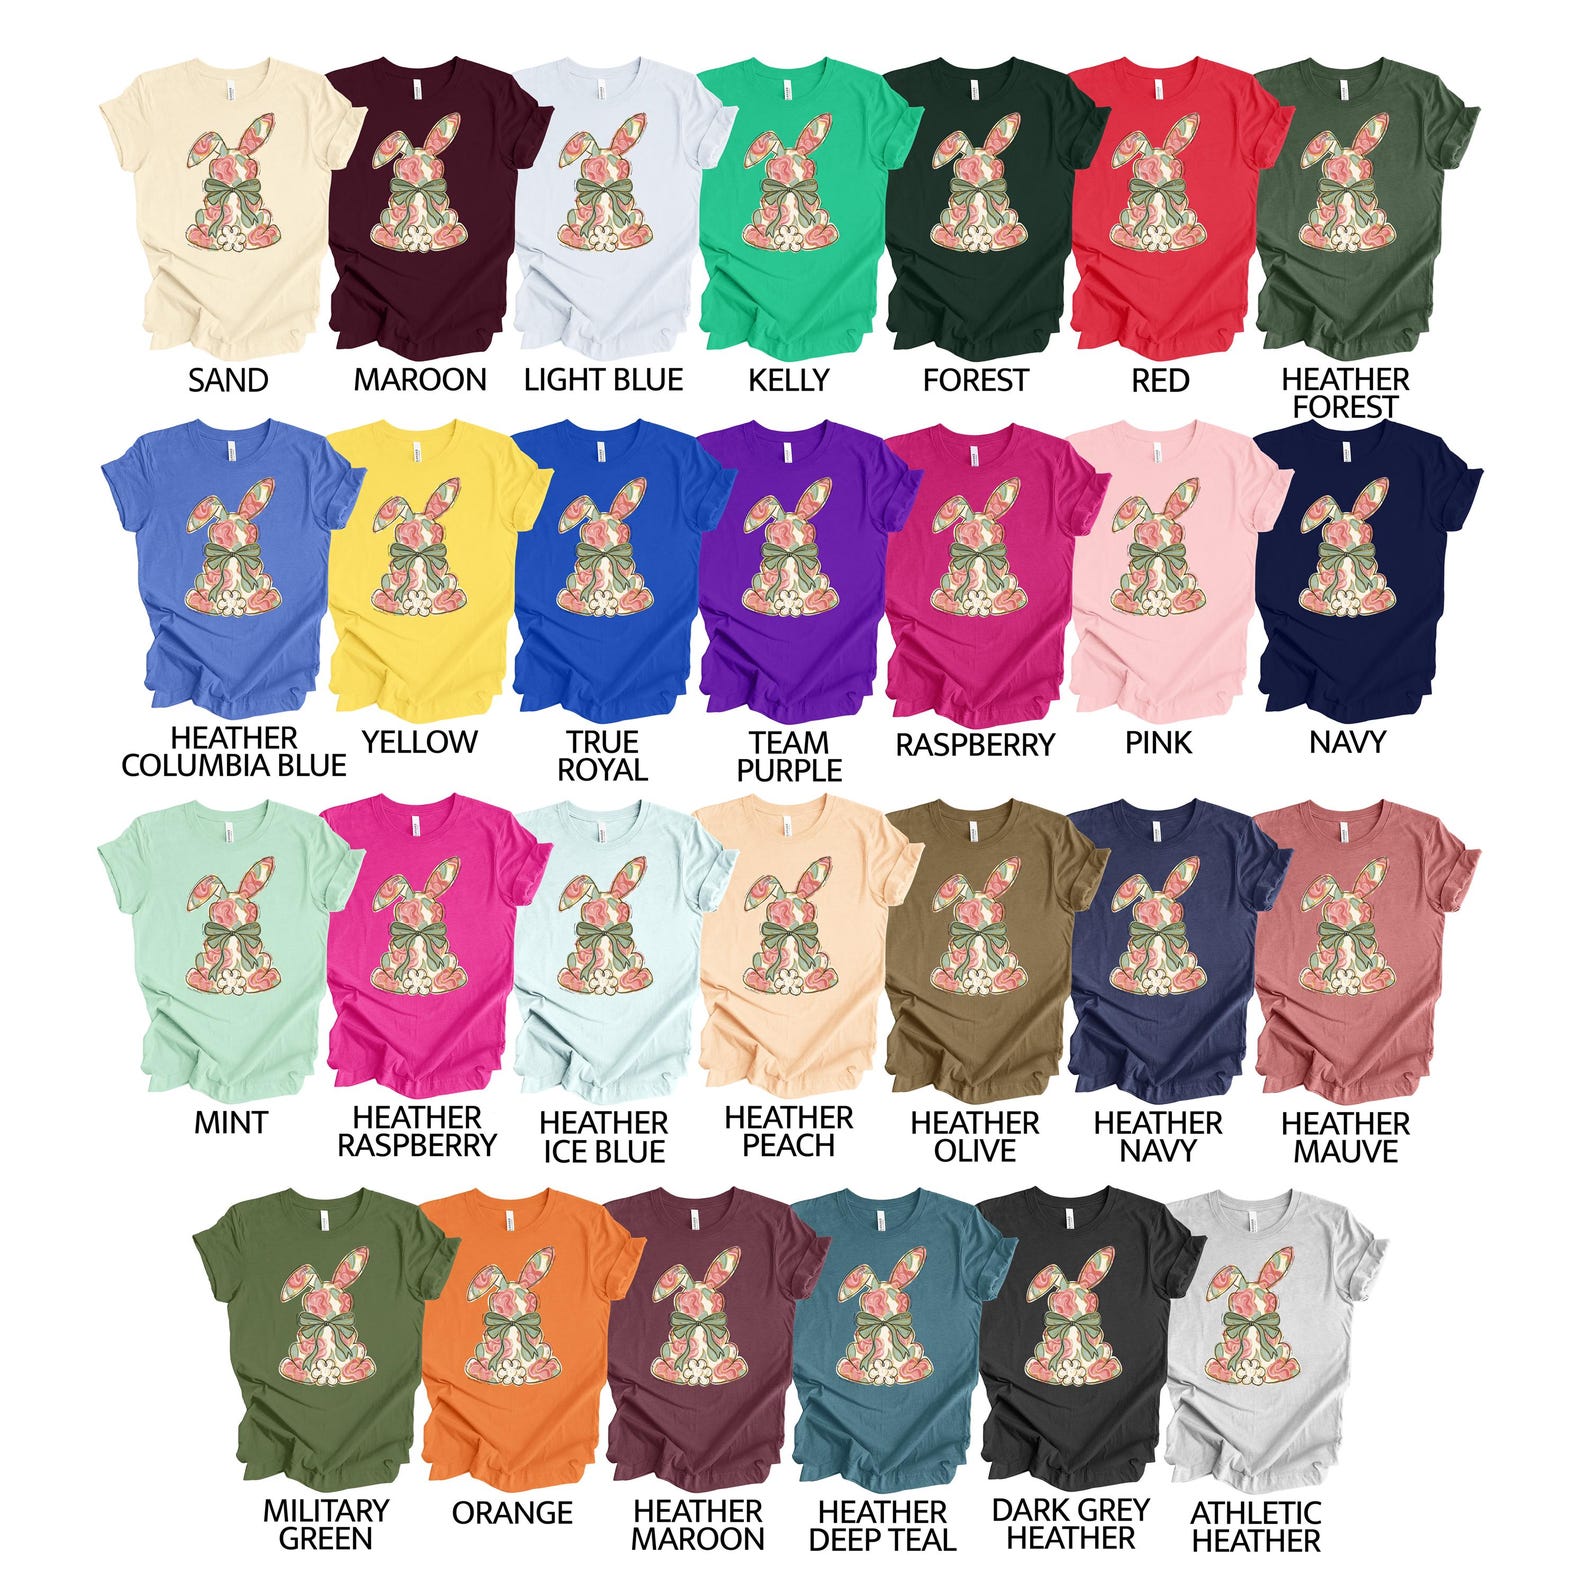 SAND
MAROON
LIGHT BLUE
KELLY
FOREST
RED
HEATHER
FOREST
HEATHER
COLUMBIA BLUE
YELLOW
TRUE
ROYAL
TEAM
PURPLE
RASPBERRY
PINK
NAVY
MINT
HEATHER
RASPBERRY
HEATHER
ICE BLUE
HEATHER
PEACH
HEATHER
OLIVE
HEATHER
NAVY
HEATHER
MAUVE
MILITARY
GREEN
ORANGE
HEATHER
MAROON
HEATHER
DEEP TEAL
DARK GREY
HEATHER
ATHLETIC
HEATHER